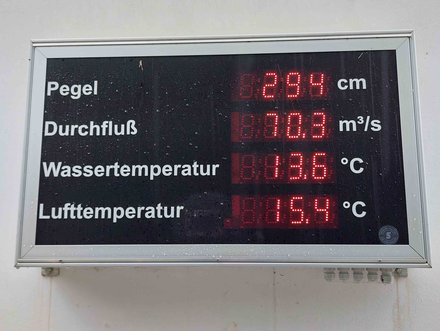 Pegel 294 cm
Durchfluß 70.3 m³/s
Wassertemperatur 13.6 °C
Lufttemperatur 15.4 °C